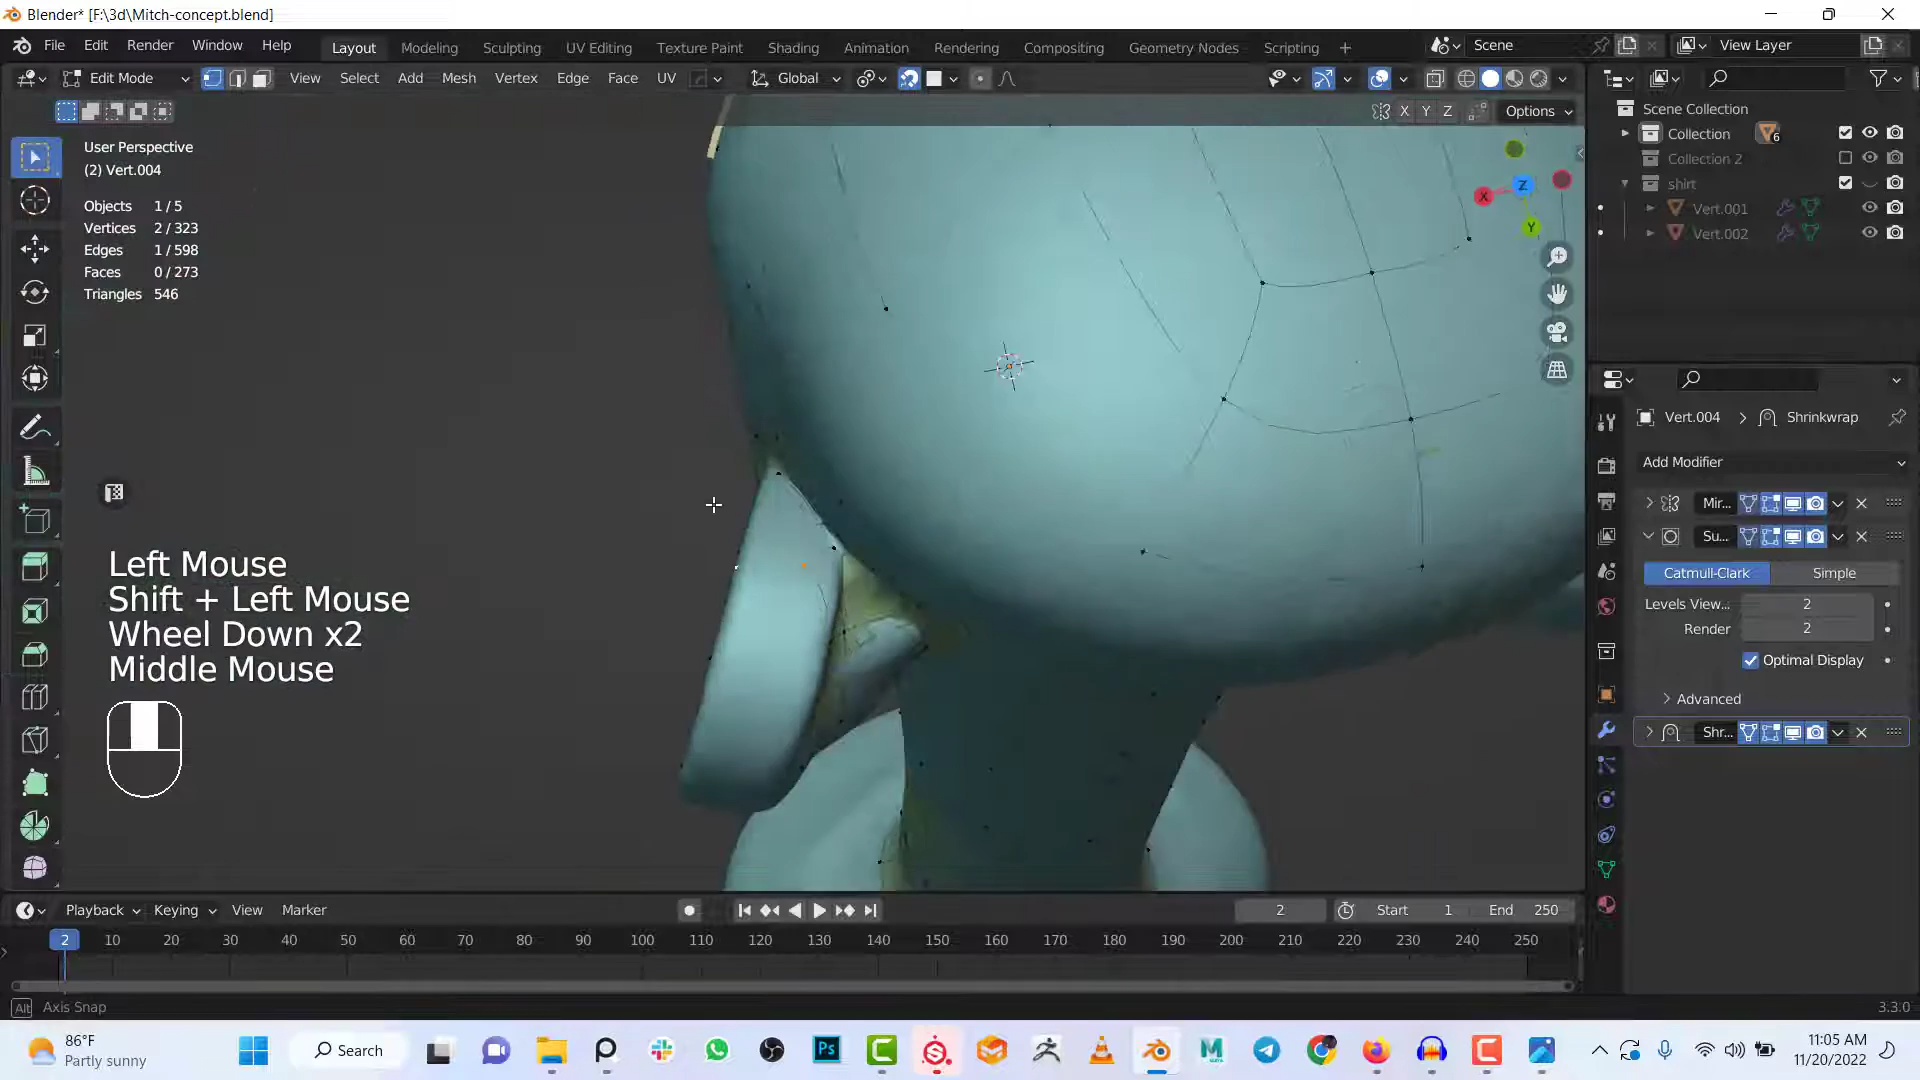 Blender* [F:\3d\Mitch-concept.blend]
File Edit Render Window Help Layout Modeling Sculpting UV Editing Texture Paint Shading Animation Rendering Compositing Geometry Nodes Scripting + Scene View Layer
Edit Mode View Select Add Mesh Vertex Edge Face UV Global
X Y Z Options
User Perspective
(2) Vert.004
Objects 1 / 5
Vertices 2 / 323
Edges 1 / 598
Faces 0 / 273
Triangles 546
Z
X
Y
Left Mouse
Shift + Left Mouse
Wheel Down x2
Middle Mouse
Scene Collection
Collection 6
Collection 2
shirt
Vert.001
Vert.002
Vert.004 > Shrinkwrap
Add Modifier
Mir...
Su...
Catmull-Clark Simple
Levels View... 2
Render 2
Optimal Display
Advanced
Shr...
Playback Keying View Marker 2 Start 1 End 250
2 10 20 30 40 50 60 70 80 90 100 110 120 130 140 150 160 170 180 190 200 210 220 230 240 250
Alt Axis Snap 3.3.0
86°F
Partly sunny
Search
Ps
11:05 AM
11/20/2022